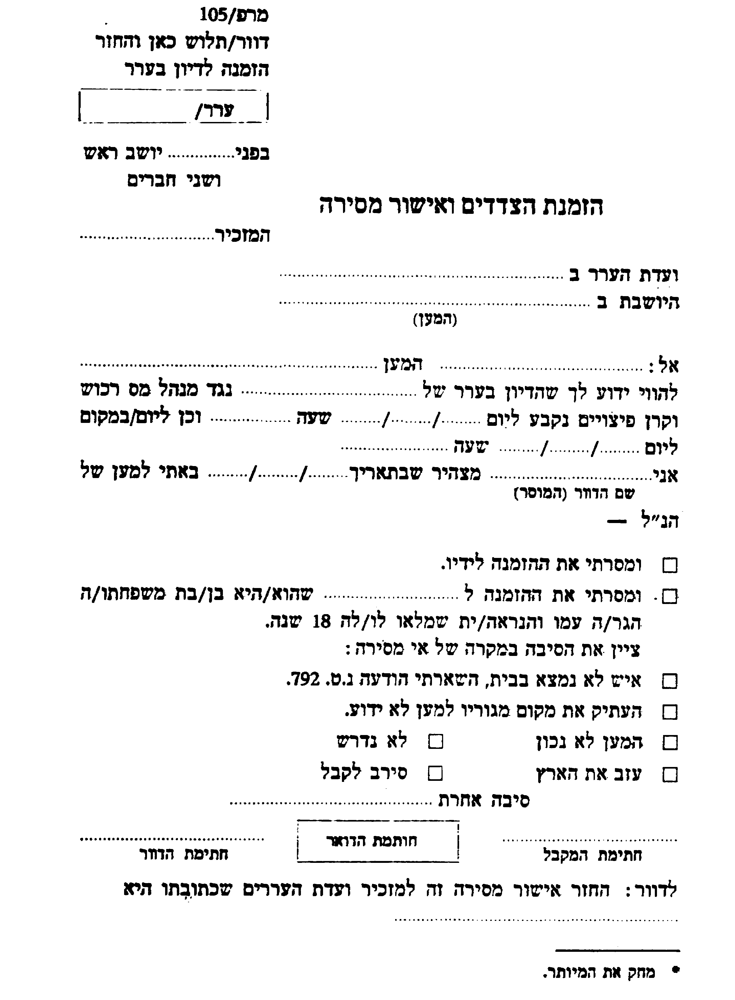 מרפ/105
דוור/תלוש כאן והחזר
הזמנה לדיון בערר
ערר/
בפני............... יושב ראש
ושני חברים
הזמנת הצדדים ואישור מסירה
המזכיר..............................
ועדת הערר ב ................................................................
היושבת ב ......................................................................
(המען)
אל : .............................................. המען ...................................................................
להווי ידוע לך שהדיון בערר של ........................................ נגד מנהל מס רכוש
וקרן פיצויים נקבע ליום ........./........./......... שעה .................. וכן ליום/במקום
ליום ........./........./......... שעה ........................
אני..................................... מצהיר שבתאריך........./........./......... באתי למען של
שם הדוור (המוסר)
הנ״ל —
□ ומסרתי את ההזמנה לידיו.
□ ומסרתי את ההזמנה ל .............................. שהוא/היא בן/בת משפחתו/ה
הגר/ה עמו והנראה/ית שמלאו לו/לה 18 שנה.
ציין את הסיבה במקרה של אי מסירה :
□ איש לא נמצא בבית, השארתי הודעה נ.ט. 792.
□ העתיק את מקום מגוריו למען לא ידוע.
□ המען לא נכון □ לא נדרש
□ עזב את הארץ □ סירב לקבל
סיבה אחרת ..............................................
........................................ חותמת הדואר ..........................................
חתימת המקבל חתימת הדוור
לדוור : החזר אישור מסירה זה למזכיר ועדת העררים שכתובתו היא
................................................................
* מחק את המיותר.